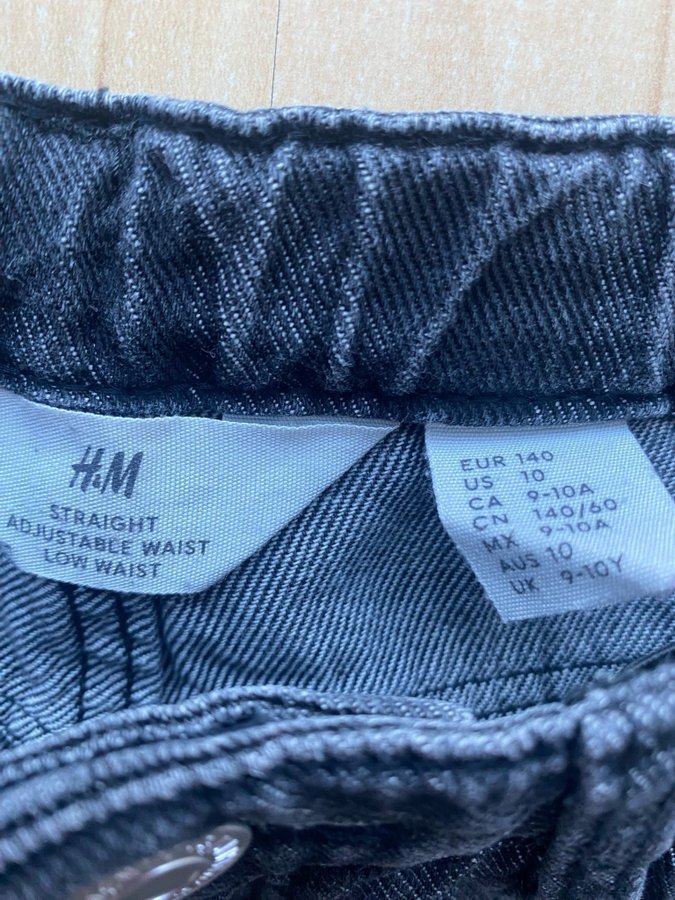 H&M
STRAIGHT
ADJUSTABLE WAIST
LOW WAIST
EUR 140
US 10
CA 9-10A
CN 140/60
MX 9-10A
AUS 10
UK 9-10Y